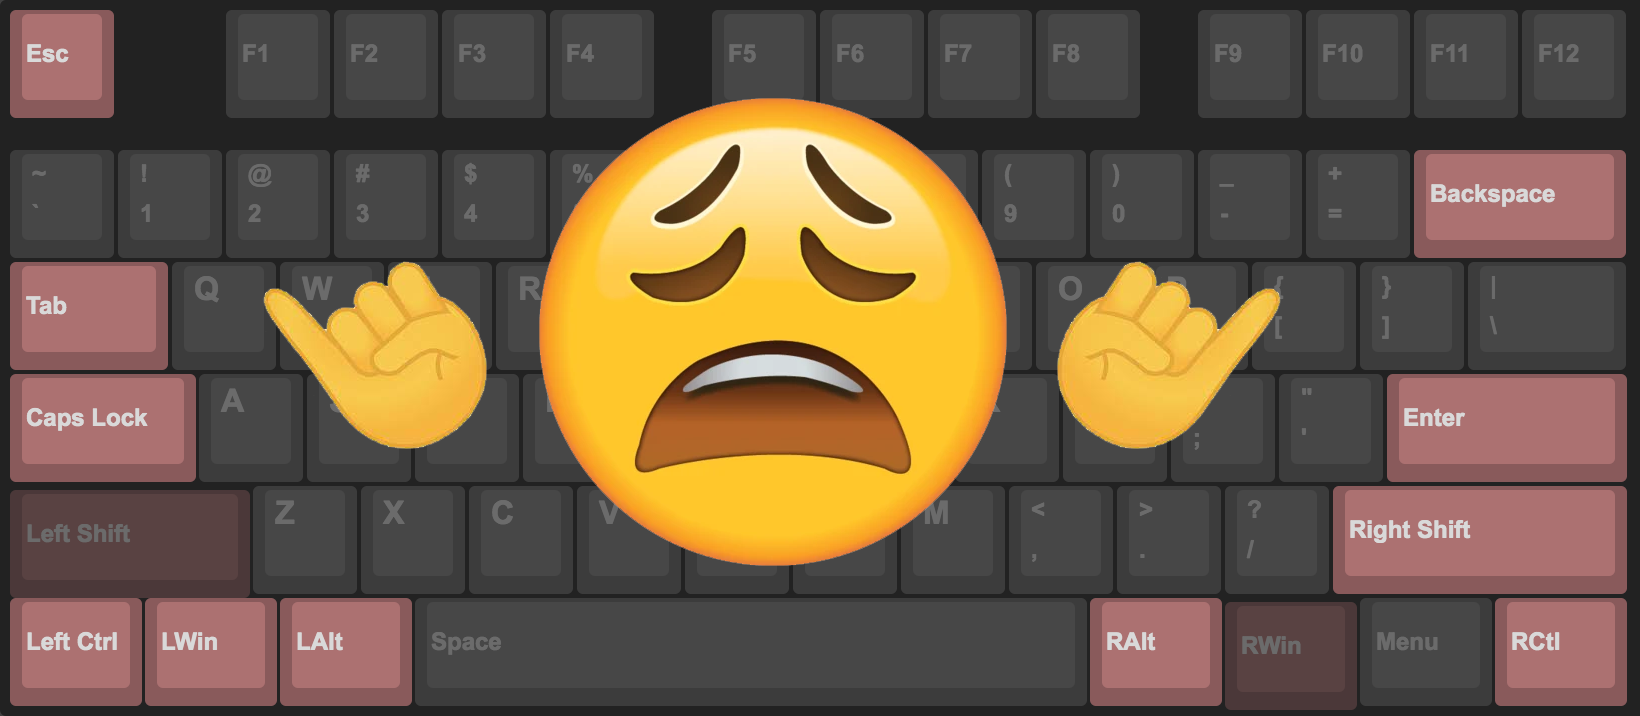 Esc F1 F2 F3 F4 F5 F6 F7 F8 F9 F10 F11 F12
~ ! @ # $ % ( ) _ +
` 1 2 3 4 9 0 - = Backspace
Tab Q W R O { } |
[ ] \
Caps Lock A " Enter
; '
Left Shift Z X C V M < > ? Right Shift
, . /
Left Ctrl LWin LAlt Space RAlt RWin Menu RCtl